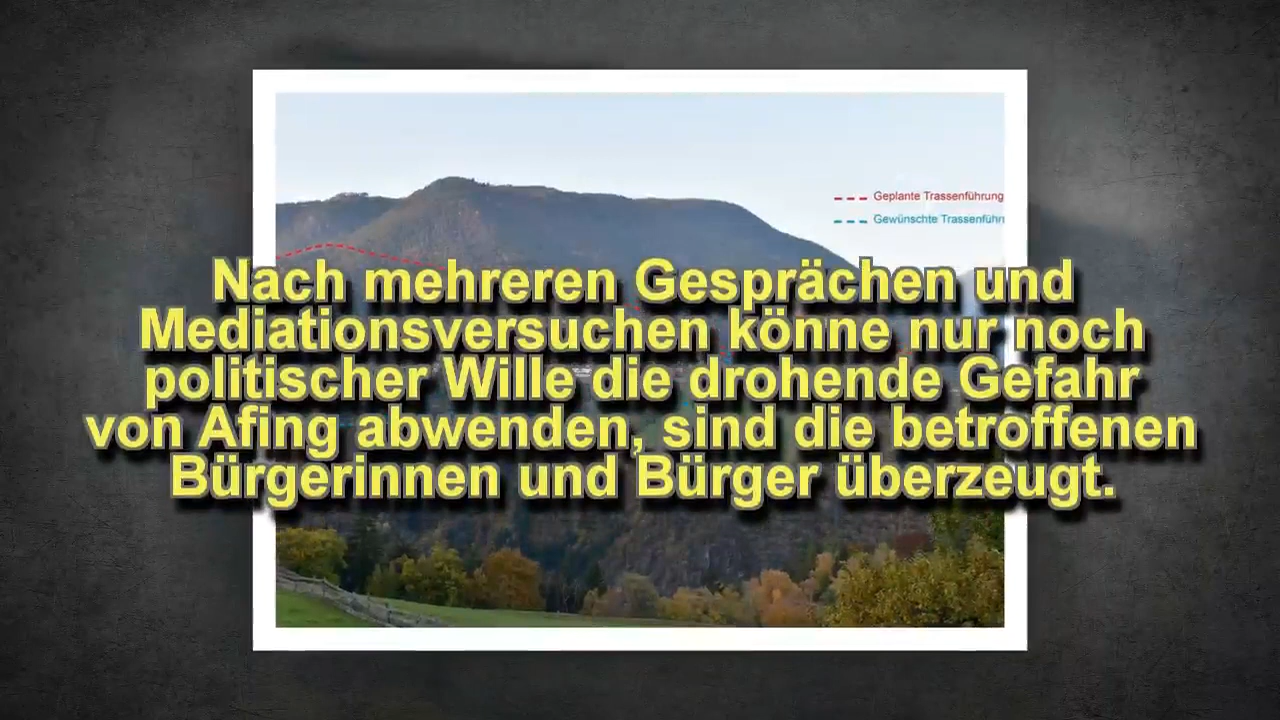 Geplante Trassenführung
Gewünschte Trassenführ
Nach mehreren Gesprächen und
Mediationsversuchen könne nur noch
politischer Wille die drohende Gefahr
von Afing abwenden, sind die betroffenen
Bürgerinnen und Bürger überzeugt.